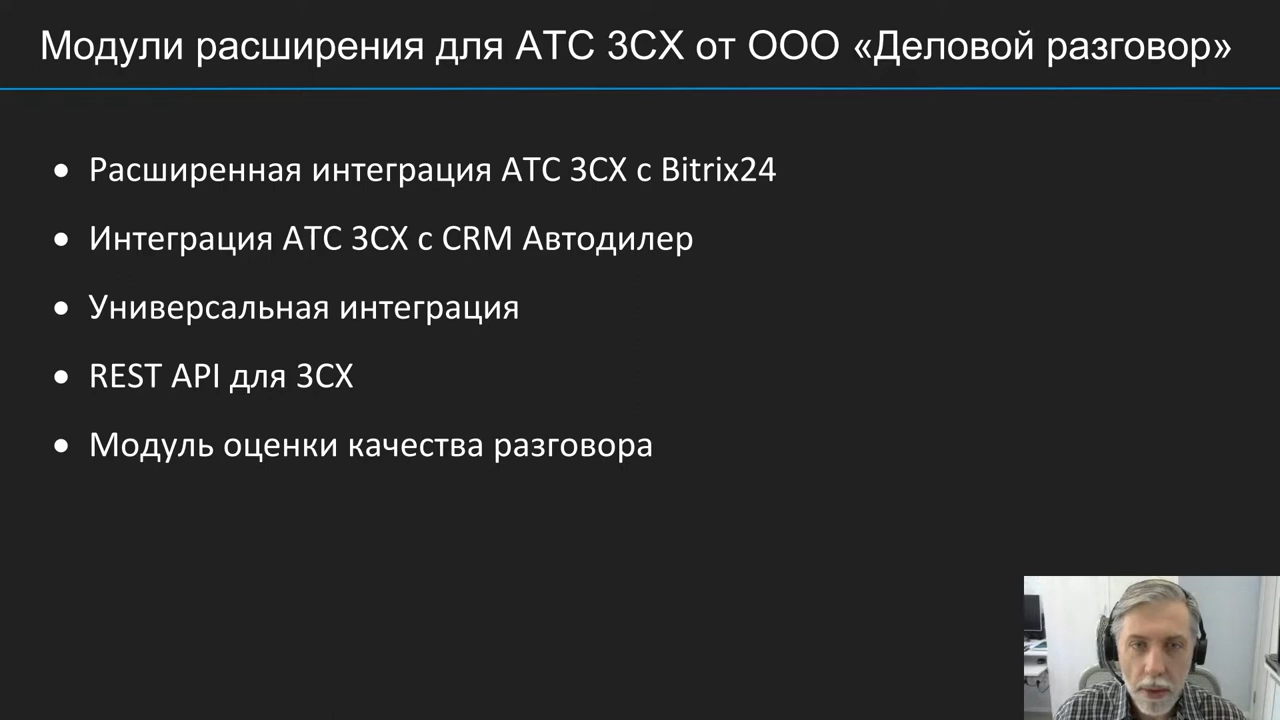 Модули расширения для АТС 3CX от ООО «Деловой разговор»
• Расширенная интеграция АТС 3CX с Bitrix24
• Интеграция АТС 3CX с CRM Автодилер
• Универсальная интеграция
• REST API для 3CX
• Модуль оценки качества разговора